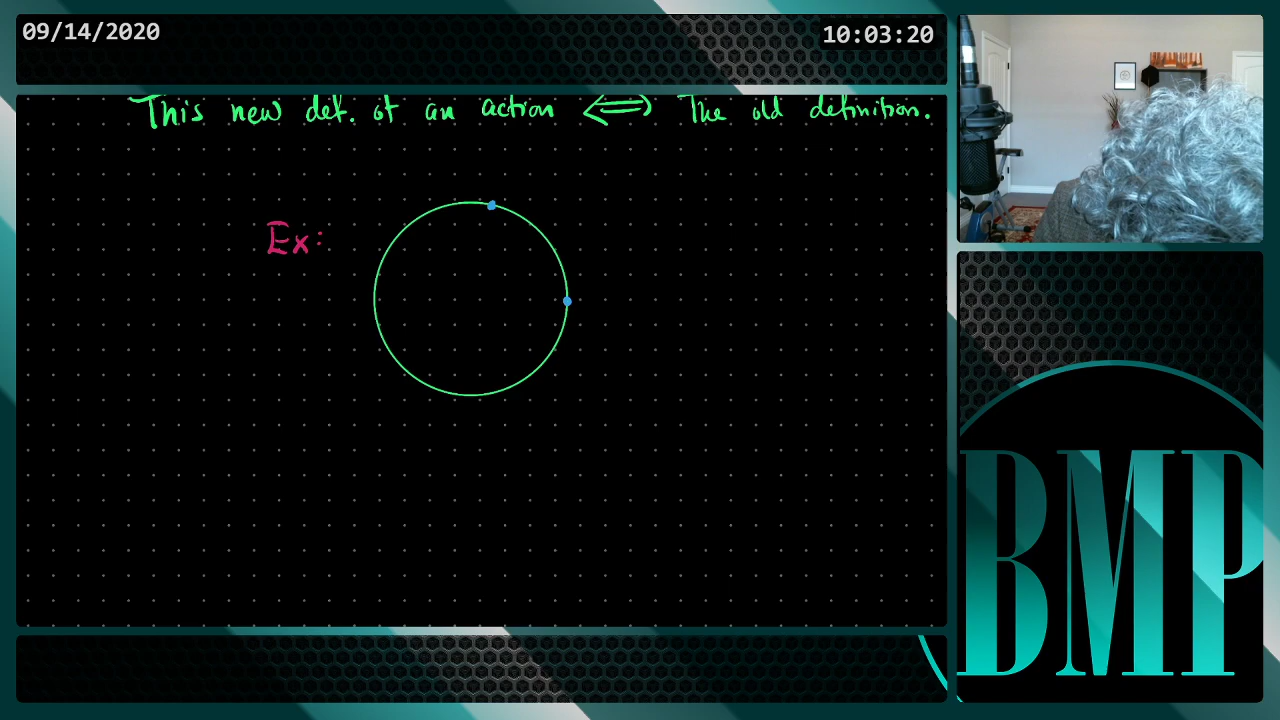 09/14/2020
10:03:20
This new def. of an action ⟺ The old definition.
Ex:
BMP